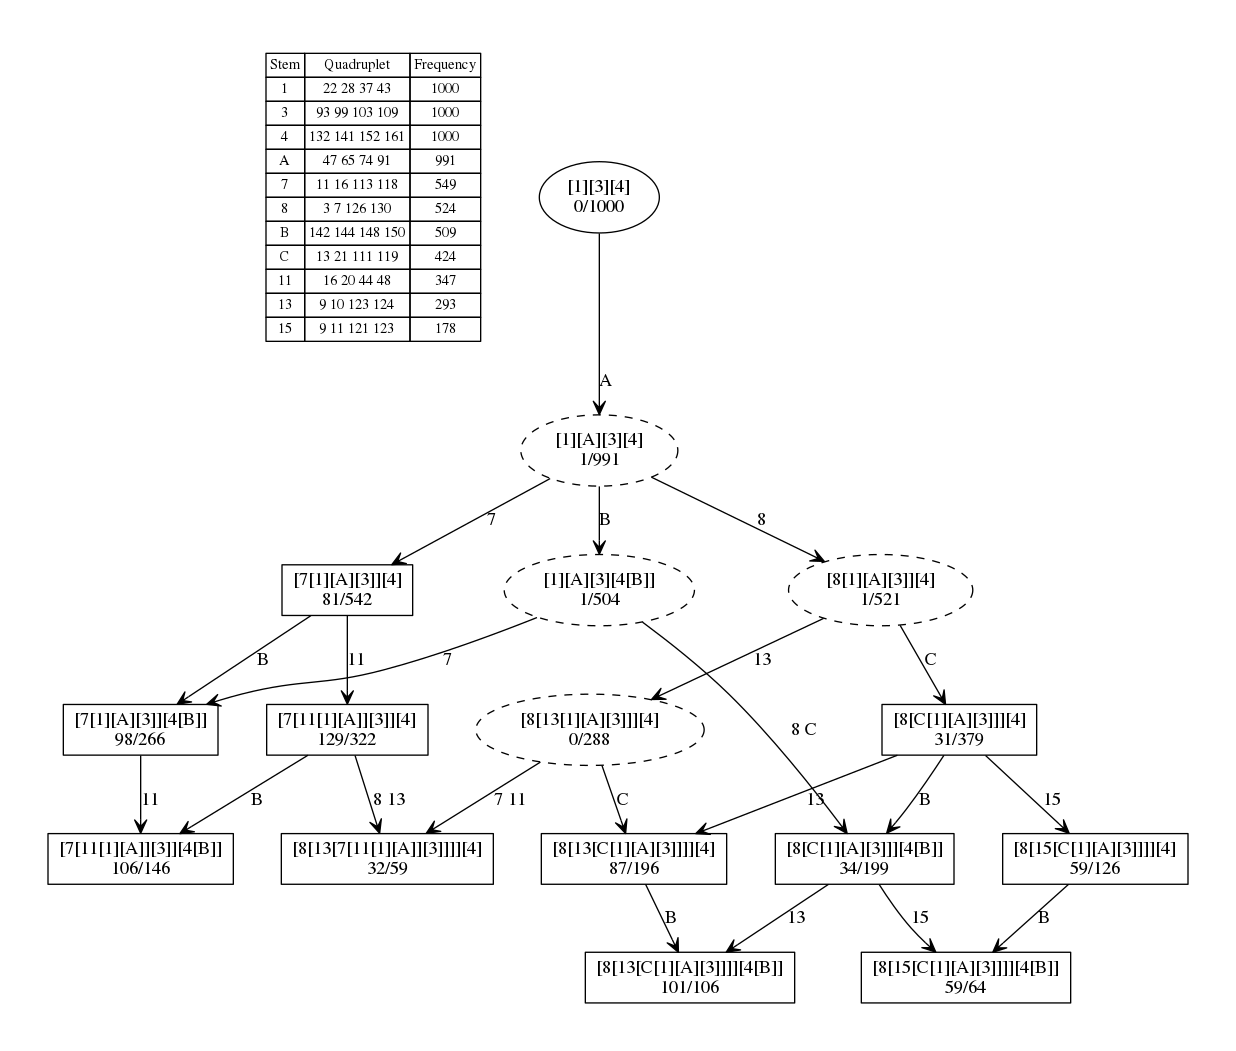 Stem Quadruplet Frequency
1 22 28 37 43 1000
3 93 99 103 109 1000
4 132 141 152 161 1000
A 47 65 74 91 991
7 11 16 113 118 549
8 3 7 126 130 524
B 142 144 148 150 509
C 13 21 111 119 424
11 16 20 44 48 347
13 9 10 123 124 293
15 9 11 121 123 178
[1][3][4]
0/1000
A
[1][A][3][4]
1/991
7
B
8
[7[1][A][3]][4]
81/542
[1][A][3][4[B]]
1/504
[8[1][A][3]][4]
1/521
B
11
7
13
C
[7[1][A][3]][4[B]]
98/266
[7[11[1][A]][3]][4]
129/322
[8[13[1][A][3]]][4]
0/288
8 C
[8[C[1][A][3]]][4]
31/379
11
B
8 13
7 11
C
13
B
15
[7[11[1][A]][3]][4[B]]
106/146
[8[13[7[11[1][A]][3]]]][4]
32/59
[8[13[C[1][A][3]]]][4]
87/196
[8[C[1][A][3]]][4[B]]
34/199
[8[15[C[1][A][3]]]][4]
59/126
B
13
15
B
[8[13[C[1][A][3]]]][4[B]]
101/106
[8[15[C[1][A][3]]]][4[B]]
59/64